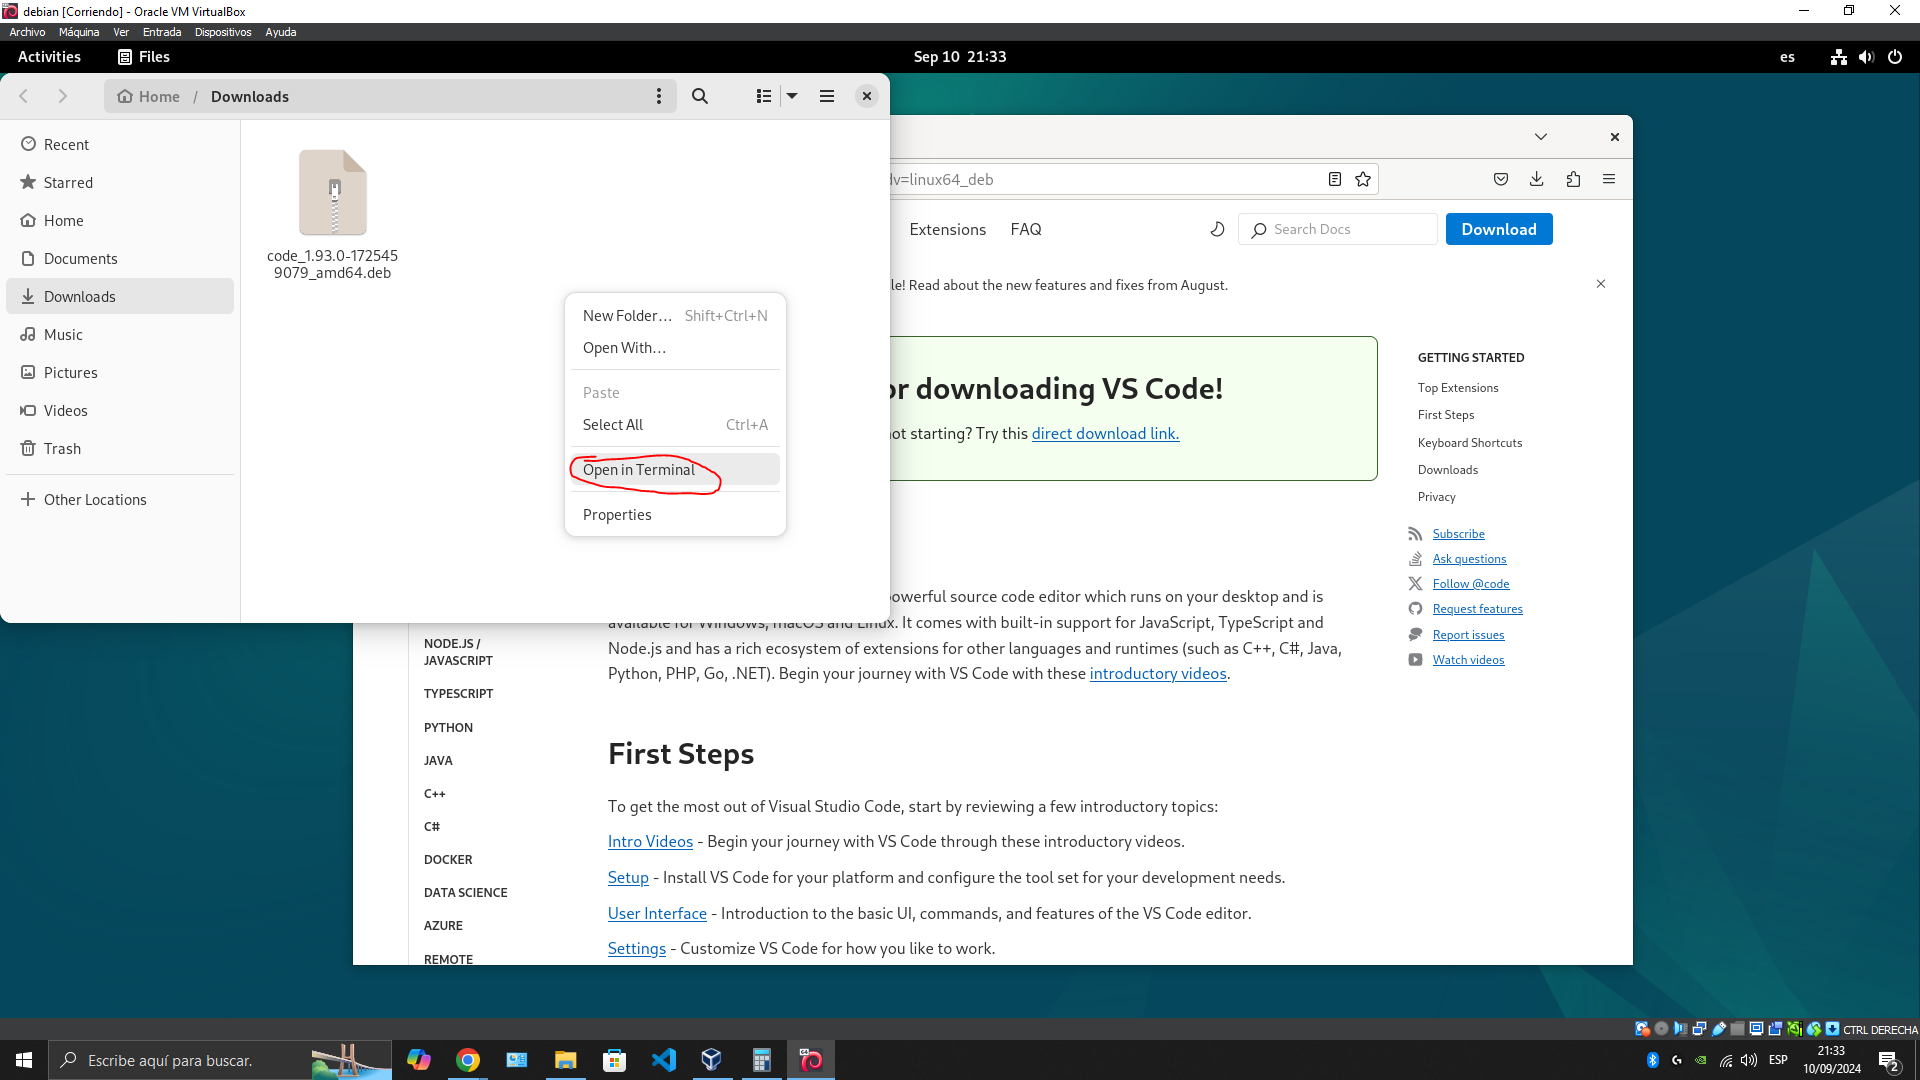 debian [Corriendo] - Oracle VM VirtualBox
Archivo Máquina Ver Entrada Dispositivos Ayuda
Activities Files Sep 10 21:33 es
Home / Downloads
Recent
Starred
Home
Documents
Downloads
Music
Pictures
Videos
Trash
Other Locations
code_1.93.0-172545
9079_amd64.deb
New Folder... Shift+Ctrl+N
Open With...
Paste
Select All Ctrl+A
Open in Terminal
Properties
dv=linux64_deb
Extensions FAQ Search Docs Download
le! Read about the new features and fixes from August.
or downloading VS Code!
not starting? Try this direct download link.
GETTING STARTED
Top Extensions
First Steps
Keyboard Shortcuts
Downloads
Privacy
Subscribe
Ask questions
Follow @code
Request features
Report issues
Watch videos
powerful source code editor which runs on your desktop and is
available for Windows, macOS and Linux. It comes with built-in support for JavaScript, TypeScript and
Node.js and has a rich ecosystem of extensions for other languages and runtimes (such as C++, C#, Java,
Python, PHP, Go, .NET). Begin your journey with VS Code with these introductory videos.
NODE.JS /
JAVASCRIPT
TYPESCRIPT
PYTHON
JAVA
C++
C#
DOCKER
DATA SCIENCE
AZURE
REMOTE
First Steps
To get the most out of Visual Studio Code, start by reviewing a few introductory topics:
Intro Videos - Begin your journey with VS Code through these introductory videos.
Setup - Install VS Code for your platform and configure the tool set for your development needs.
User Interface - Introduction to the basic UI, commands, and features of the VS Code editor.
Settings - Customize VS Code for how you like to work.
CTRL DERECHA
Escribe aquí para buscar.
64
ESP
21:33
10/09/2024
2